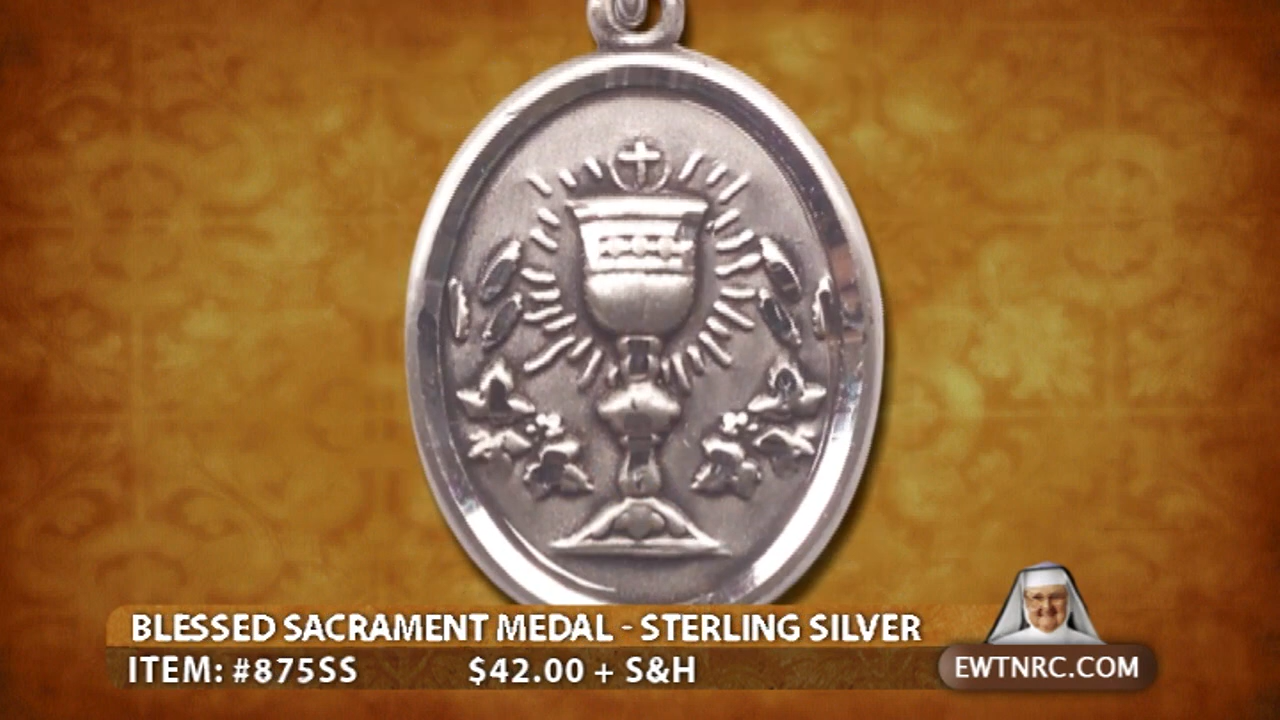 BLESSED SACRAMENT MEDAL - STERLING SILVER
ITEM: #875SS $42.00 + S&H
EWTNRC.COM